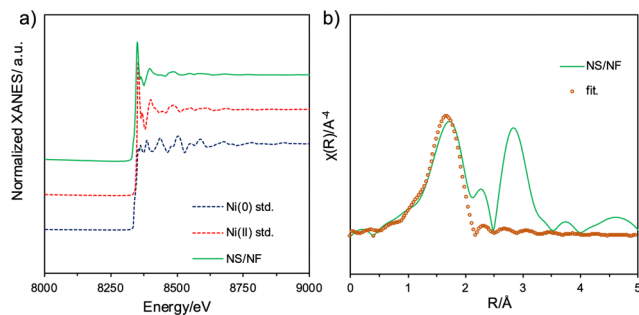 a)
Normalized XANES/ a.u.
Ni(0) std.
Ni(II) std.
NS/NF
8000 8250 8500 8750 9000
Energy/eV
b)
χ(R)/A⁻⁴
NS/NF
fit.
0 1 2 3 4 5
R/Å